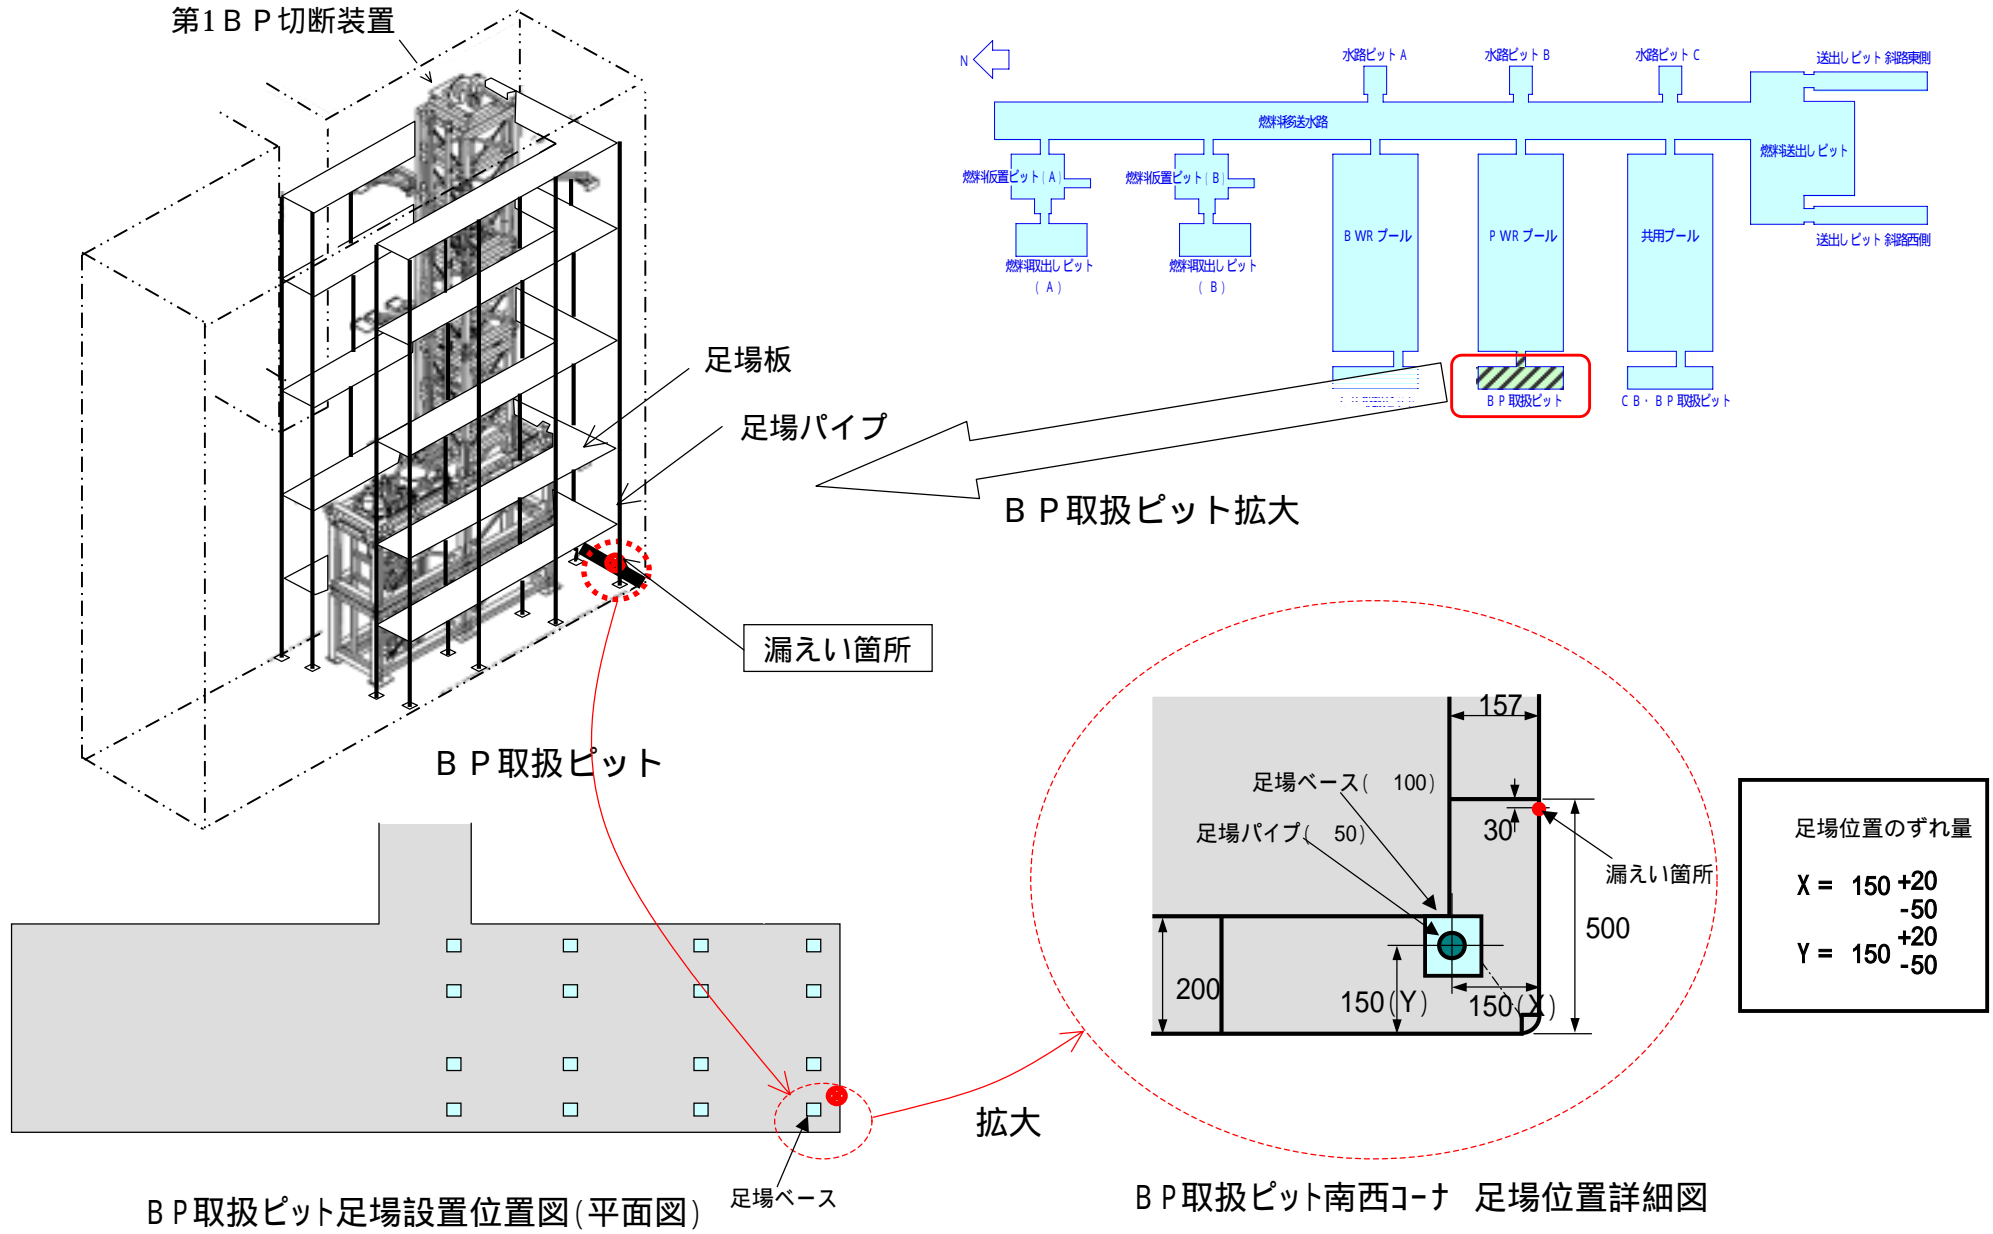 第1ＢＰ切断装置
N
水路ピット A
水路ピット B
水路ピット C
送出しピット 斜路東側
燃料移送水路
燃料送出しピット
燃料仮置ピット(A)
燃料仮置ピット(B)
BWRプール
PWRプール
共用プール
送出しピット 斜路西側
燃料取出しピット
(A)
燃料取出しピット
(B)
BP取扱ピット
CB・BP取扱ピット
足場板
足場パイプ
ＢＰ取扱ピット拡大
漏えい箇所
ＢＰ取扱ピット
157
足場ベース( 100)
足場パイプ( 50)
30
漏えい箇所
500
200
150(Y)
150(X)
足場位置のずれ量
X = 150 +20
-50
Y = 150 +20
-50
拡大
足場ベース
ＢＰ取扱ピット足場設置位置図(平面図)
ＢＰ取扱ピット南西コーナ 足場位置詳細図